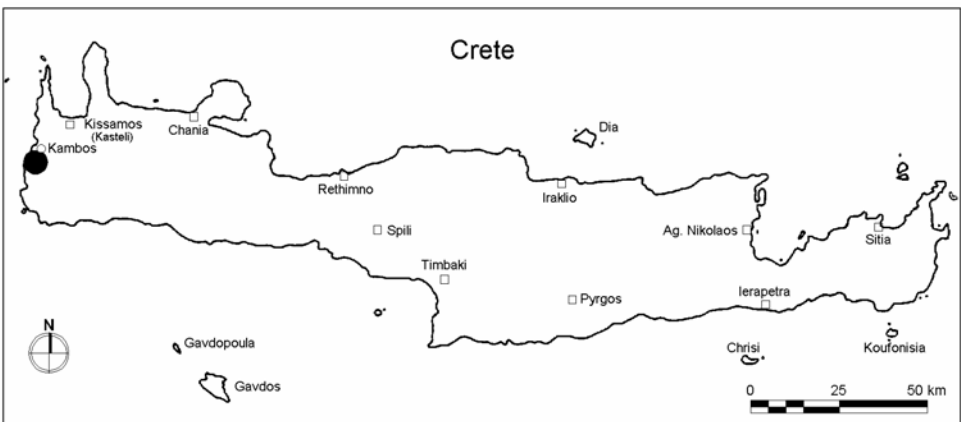 Crete
Dia
Kissamos
(Kasteli)
Chania
Kambos
Rethimno
Iraklio
Spili
Ag. Nikolaos
Sitia
Timbaki
Pyrgos
Ierapetra
N
Gavdopoula
Chrisi
Koufonisia
Gavdos
0 25 50 km